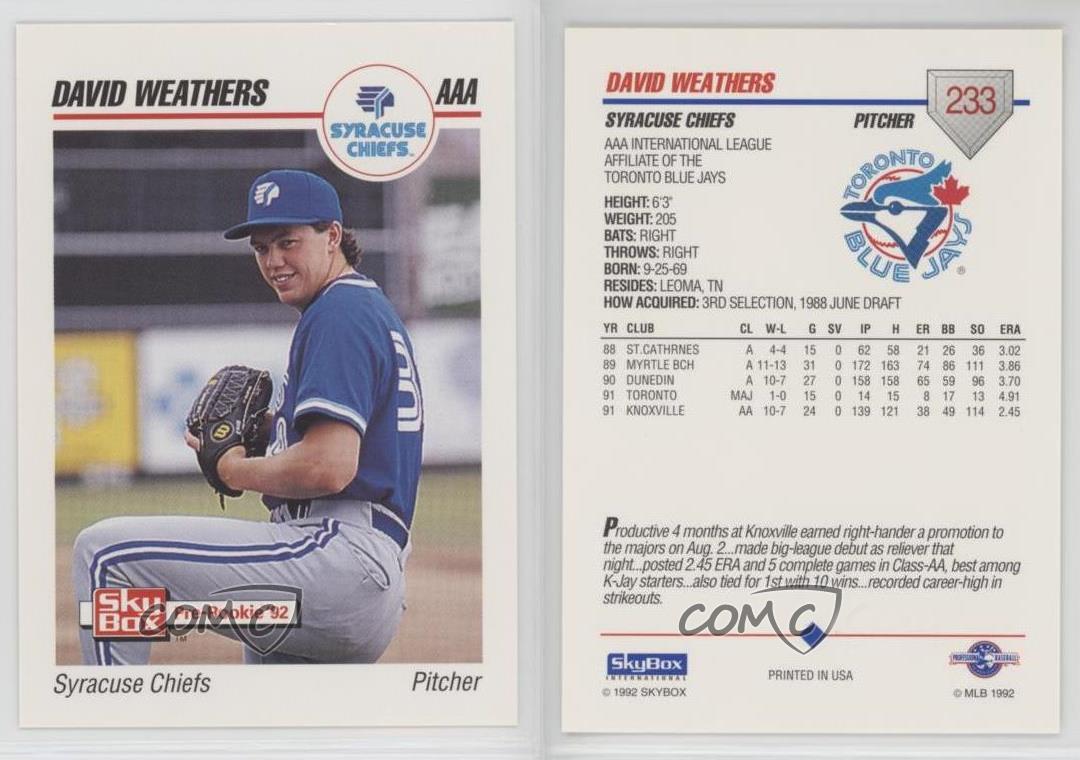 DAVID WEATHERS
AAA
SYRACUSE
CHIEFS
Sky
Box
Pre-Rookie '92
TM
COMC
Syracuse Chiefs
Pitcher
DAVID WEATHERS
233
SYRACUSE CHIEFS
PITCHER
AAA INTERNATIONAL LEAGUE
AFFILIATE OF THE
TORONTO BLUE JAYS
TORONTO
BLUE JAYS
®
HEIGHT: 6'3"
WEIGHT: 205
BATS: RIGHT
THROWS: RIGHT
BORN: 9-25-69
RESIDES: LEOMA, TN
HOW ACQUIRED: 3RD SELECTION, 1988 JUNE DRAFT
YR CLUB CL W-L G SV IP H ER BB SO ERA
88 ST.CATHRNES A 4-4 15 0 62 58 21 26 36 3.02
89 MYRTLE BCH A 11-13 31 0 172 163 74 86 111 3.86
90 DUNEDIN A 10-7 27 0 158 158 65 59 96 3.70
91 TORONTO MAJ 1-0 15 0 14 15 8 17 13 4.91
91 KNOXVILLE AA 10-7 24 0 139 121 38 49 114 2.45
Productive 4 months at Knoxville earned right-hander a promotion to
the majors on Aug. 2...made big-league debut as reliever that
night...posted 2.45 ERA and 5 complete games in Class-AA, best among
K-Jay starters...also tied for 1st with 10 wins...recorded career-high in
strikeouts.
COMC
SkyBox
INTERNATIONAL
© 1992 SKYBOX
PRINTED IN USA
PROFESSIONAL BASEBALL
© MLB 1992